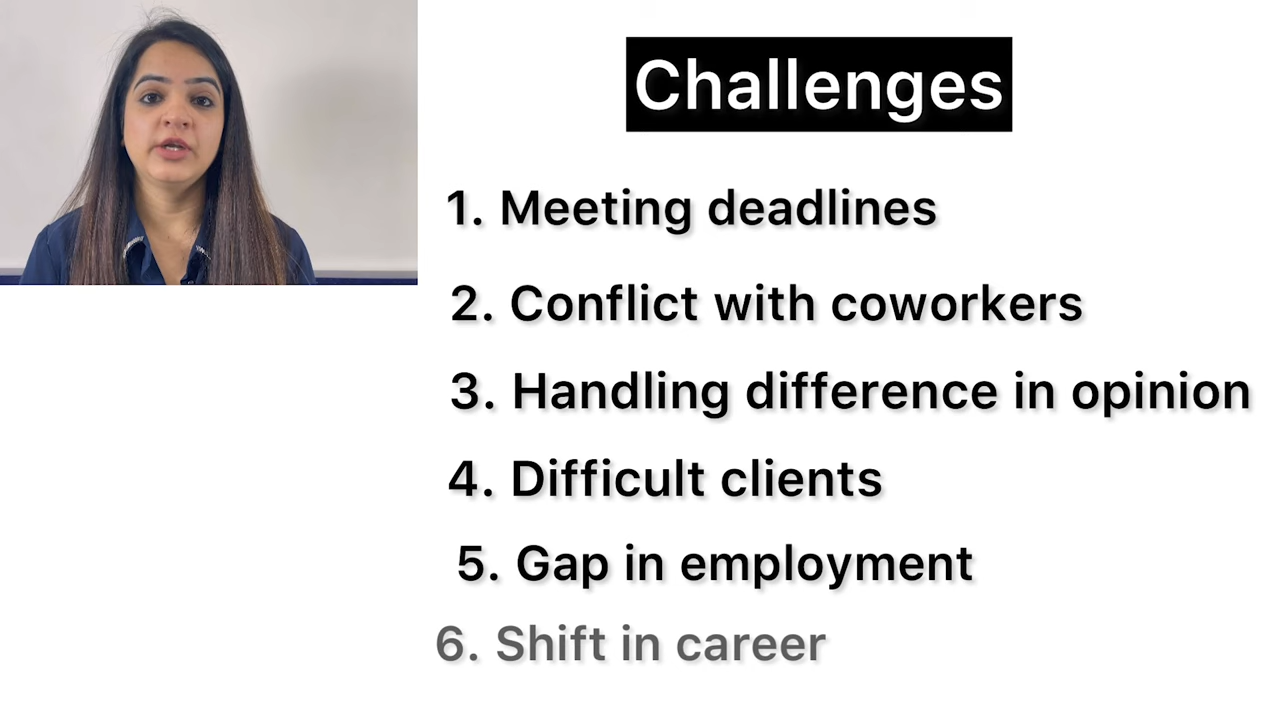 Challenges
1. Meeting deadlines
2. Conflict with coworkers
3. Handling difference in opinion
4. Difficult clients
5. Gap in employment
6. Shift in career